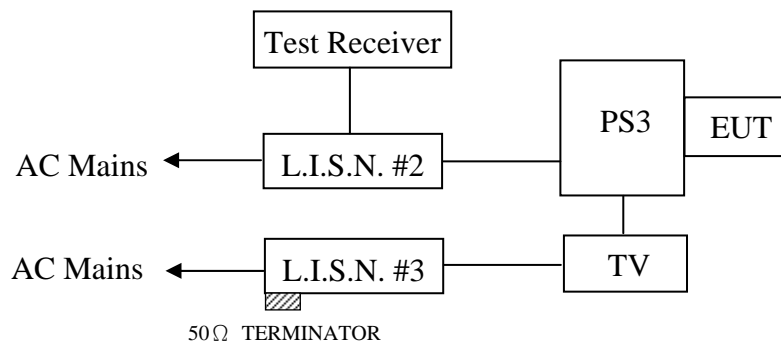 Test Receiver
PS3
EUT
AC Mains
L.I.S.N. #2
AC Mains
L.I.S.N. #3
TV
50Ω TERMINATOR